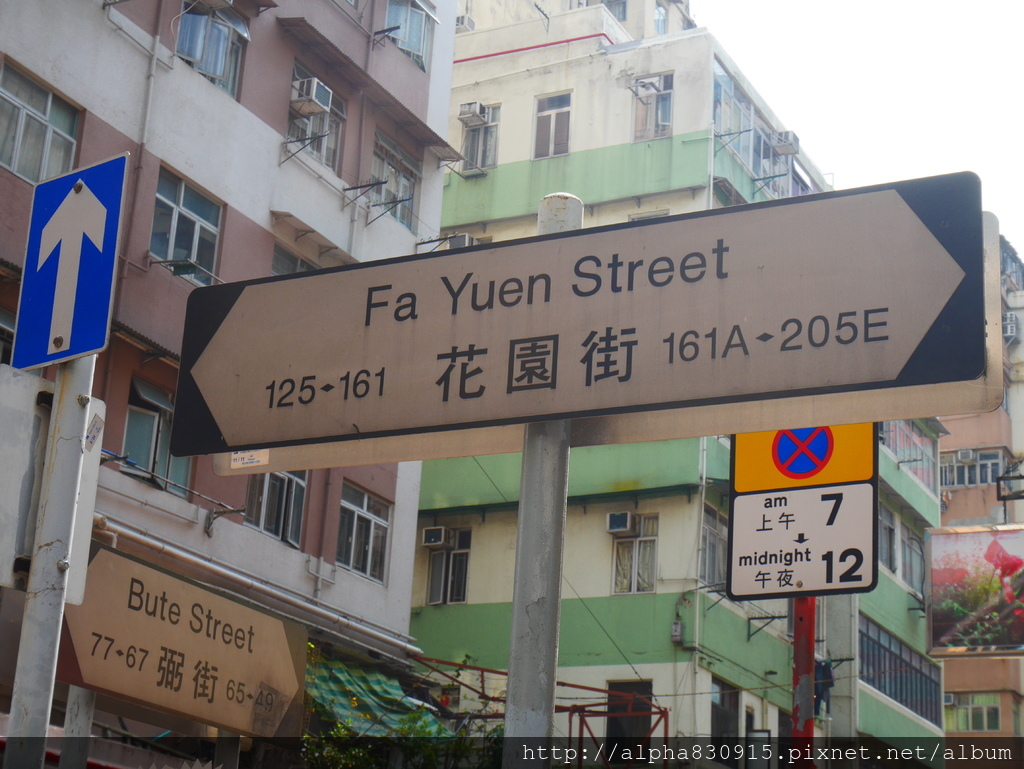 Fa Yuen Street
125 161 花園街 161A 205E
am 7
上午
midnight 12
午夜
Bute Street
77 67 弼街 65 49
http://alpha830915.pixnet.net/album